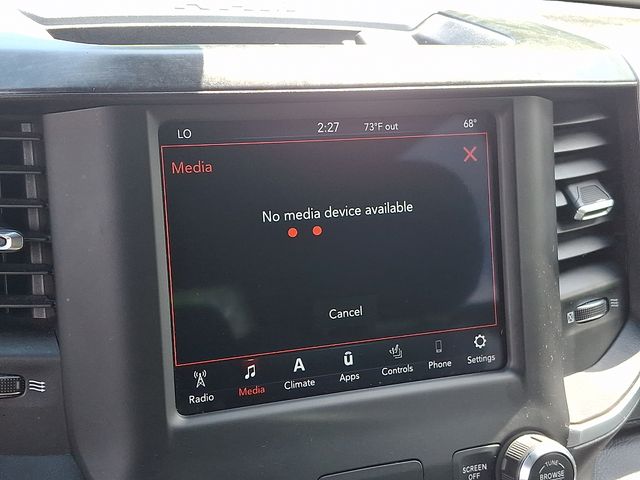 LO 2:27 73°F out 68°
Media
No media device available
Cancel
Radio Media Climate Apps Controls Phone Settings
SCREEN
OFF
TUNE
BROWSE